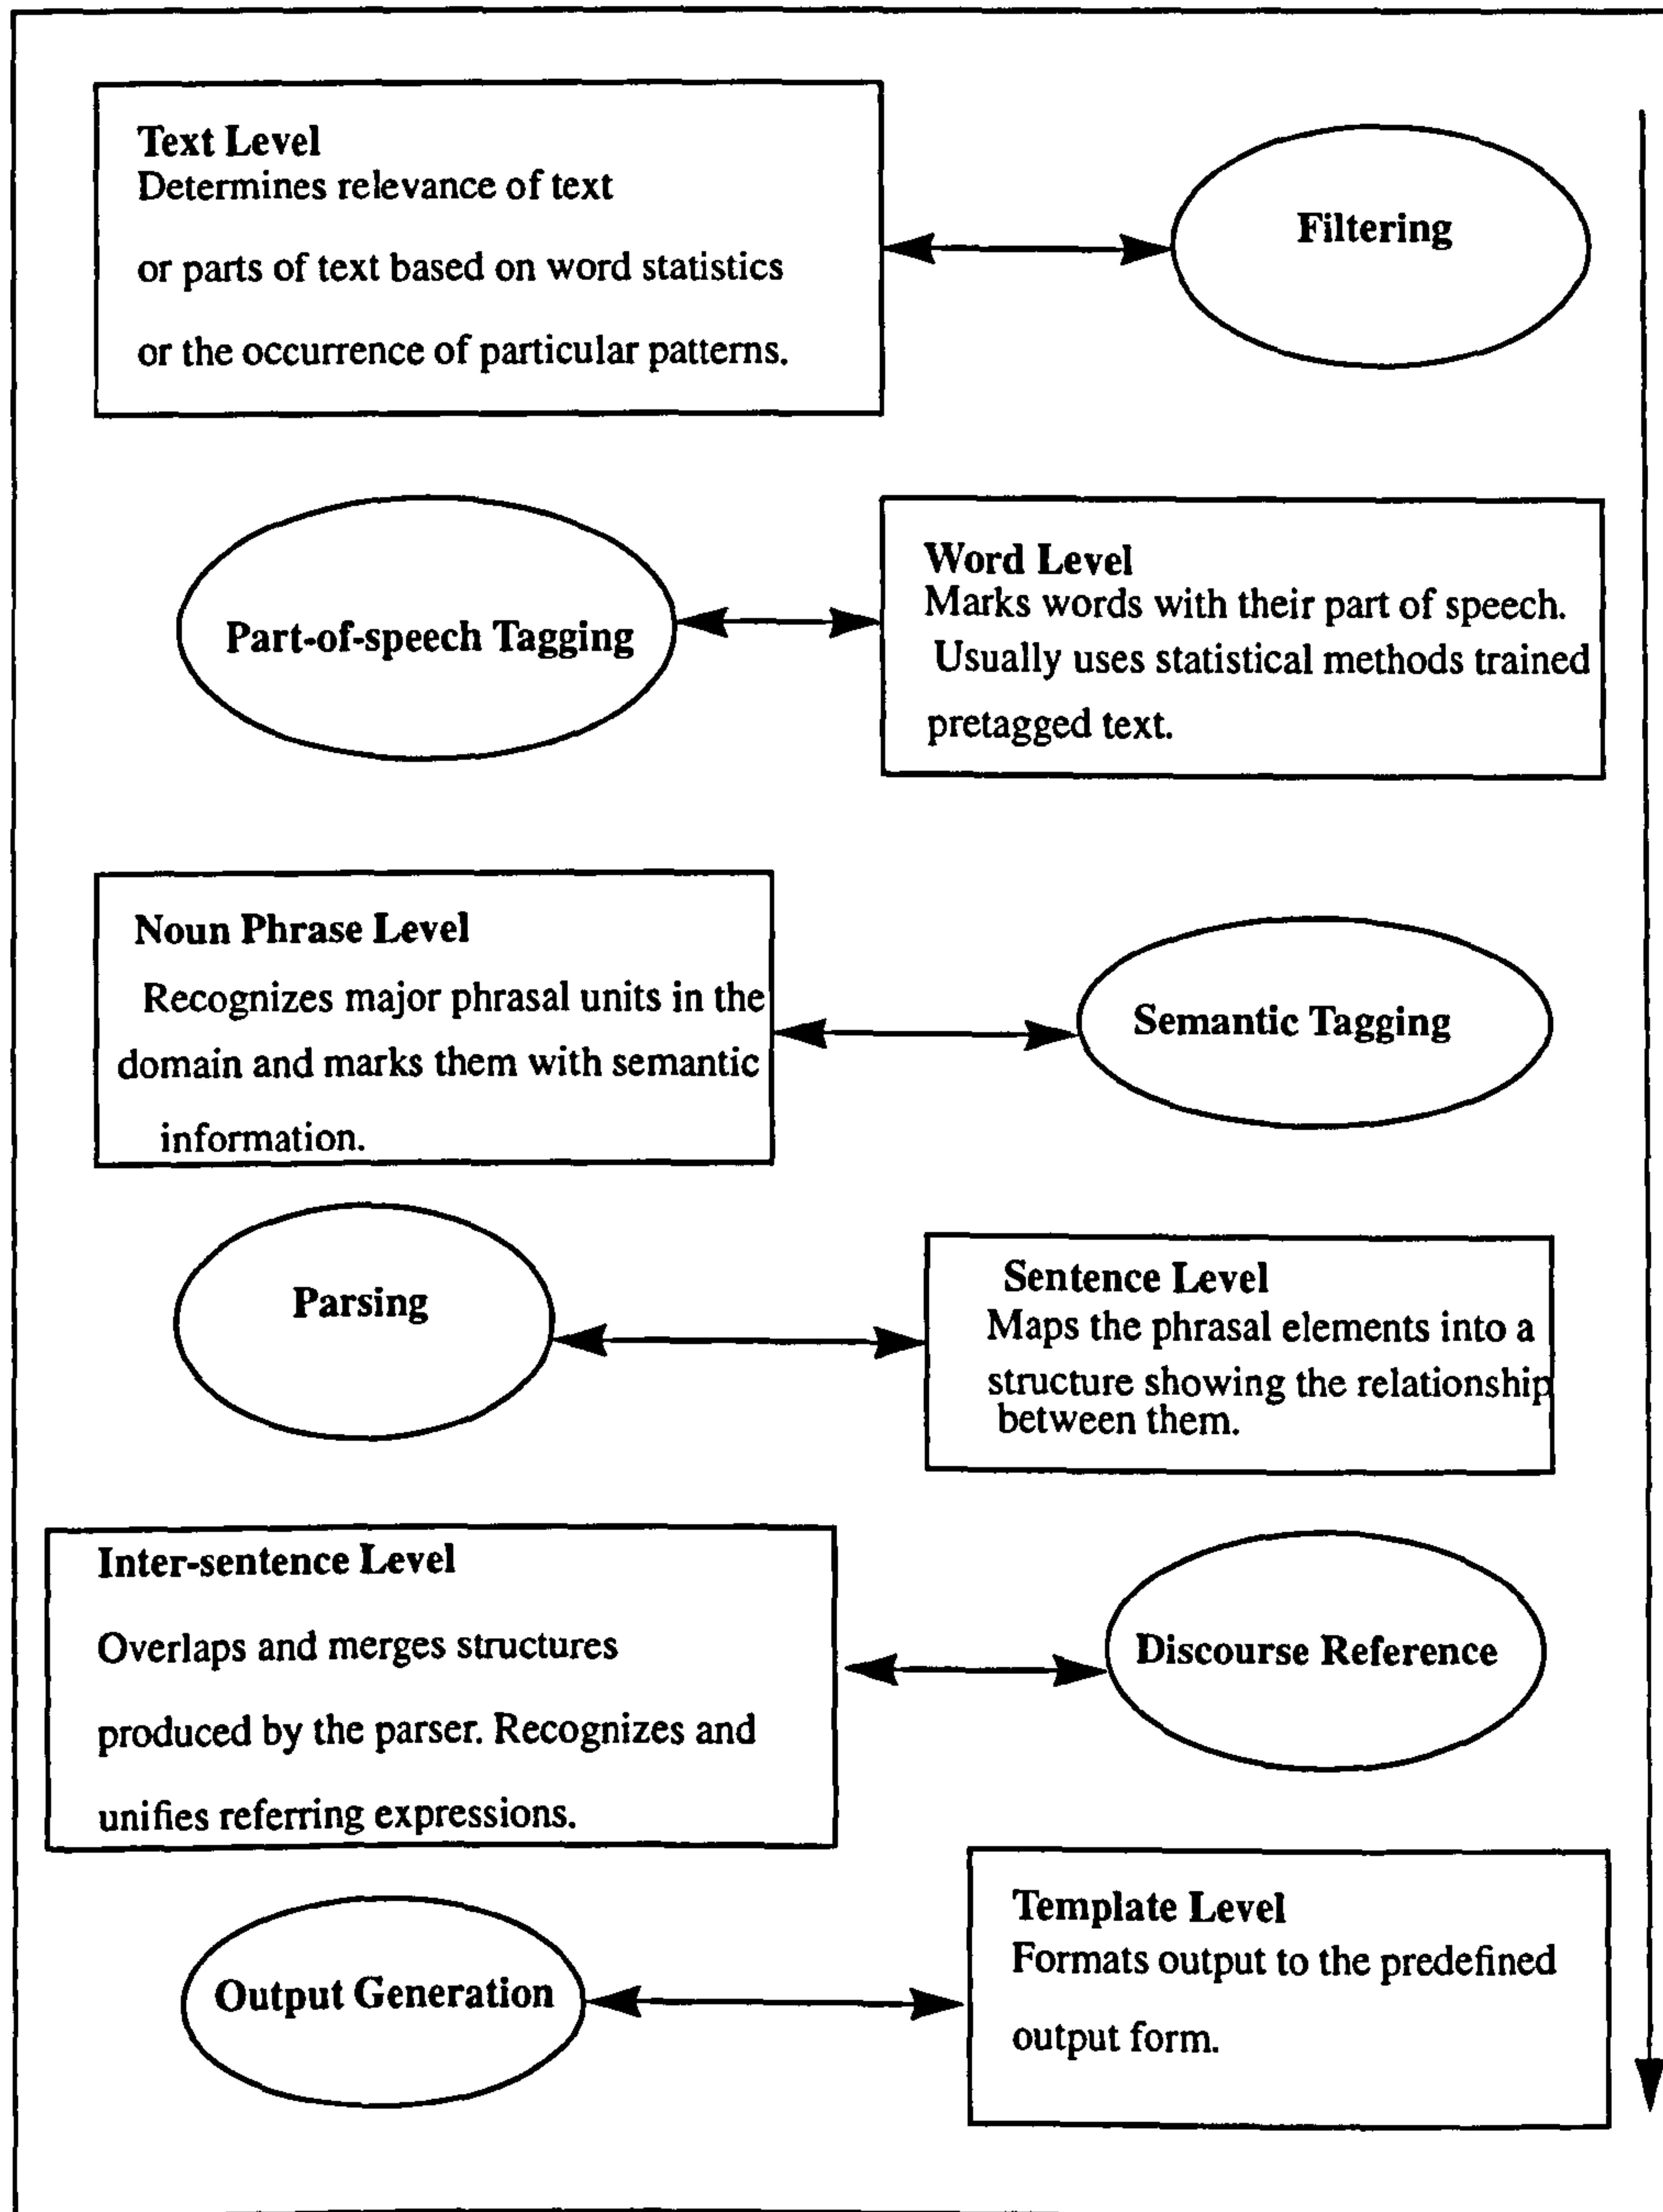 Text Level
Determines relevance of text
or parts of text based on word statistics
or the occurrence of particular patterns.
Filtering
Part-of-speech Tagging
Word Level
Marks words with their part of speech.
Usually uses statistical methods trained
pretagged text.
Noun Phrase Level
Recognizes major phrasal units in the
domain and marks them with semantic
information.
Semantic Tagging
Parsing
Sentence Level
Maps the phrasal elements into a
structure showing the relationship
between them.
Inter-sentence Level
Overlaps and merges structures
produced by the parser. Recognizes and
unifies referring expressions.
Discourse Reference
Output Generation
Template Level
Formats output to the predefined
output form.